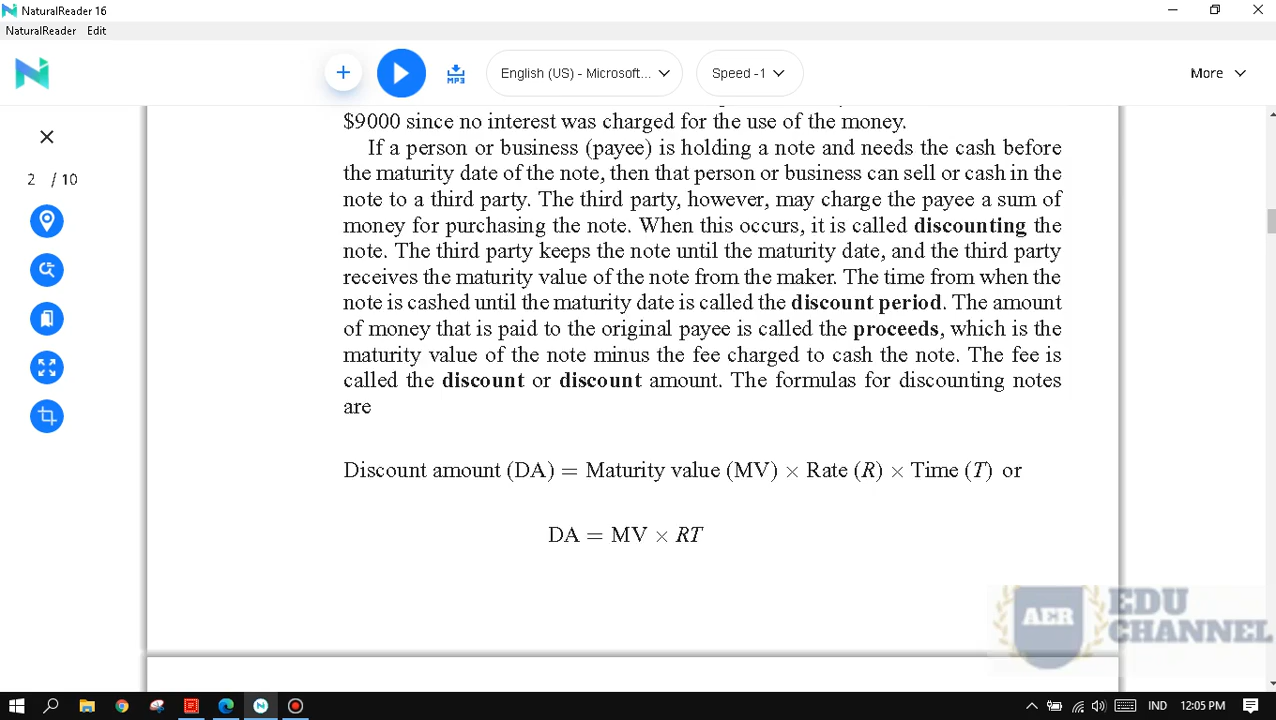 NaturalReader 16
NaturalReader Edit
MP3
English (US) - Microsoft...
Speed -1
More
2 / 10
$9000 since no interest was charged for the use of the money.
If a person or business (payee) is holding a note and needs the cash before
the maturity date of the note, then that person or business can sell or cash in the
note to a third party. The third party, however, may charge the payee a sum of
money for purchasing the note. When this occurs, it is called discounting the
note. The third party keeps the note until the maturity date, and the third party
receives the maturity value of the note from the maker. The time from when the
note is cashed until the maturity date is called the discount period. The amount
of money that is paid to the original payee is called the proceeds, which is the
maturity value of the note minus the fee charged to cash the note. The fee is
called the discount or discount amount. The formulas for discounting notes
are
Discount amount (DA) = Maturity value (MV) × Rate (R) × Time (T) or
DA = MV × RT
AER
EDU
CHANNEL
IND
12:05 PM